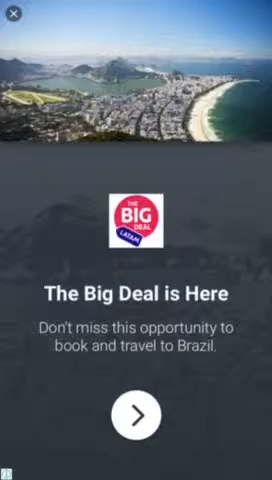 THE
BIG
DEAL
LATAM
The Big Deal is Here
Don't miss this opportunity to
book and travel to Brazil.